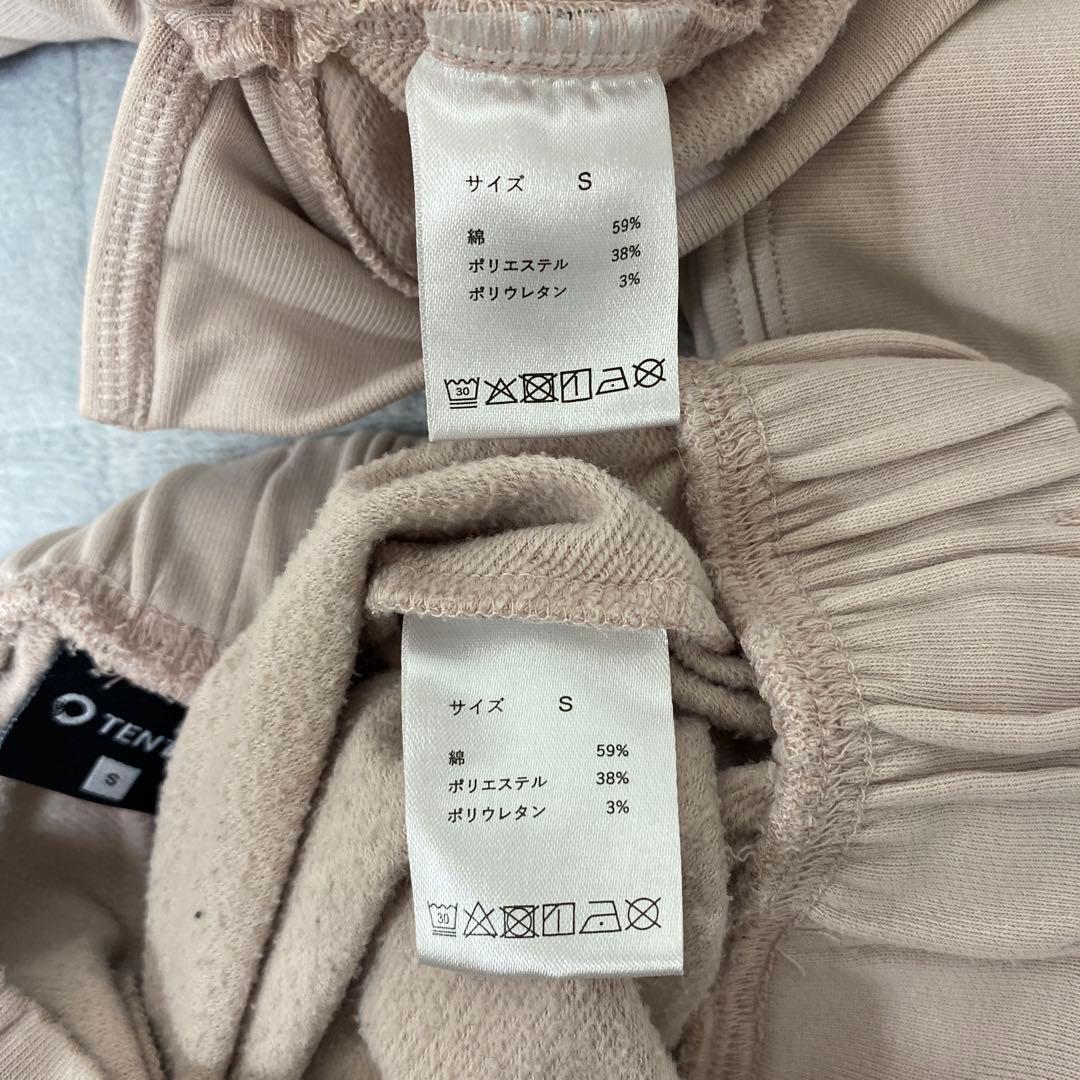 サイズ S
綿 59%
ポリエステル 38%
ポリウレタン 3%
30
サイズ S
綿 59%
ポリエステル 38%
ポリウレタン 3%
30
TENT
S